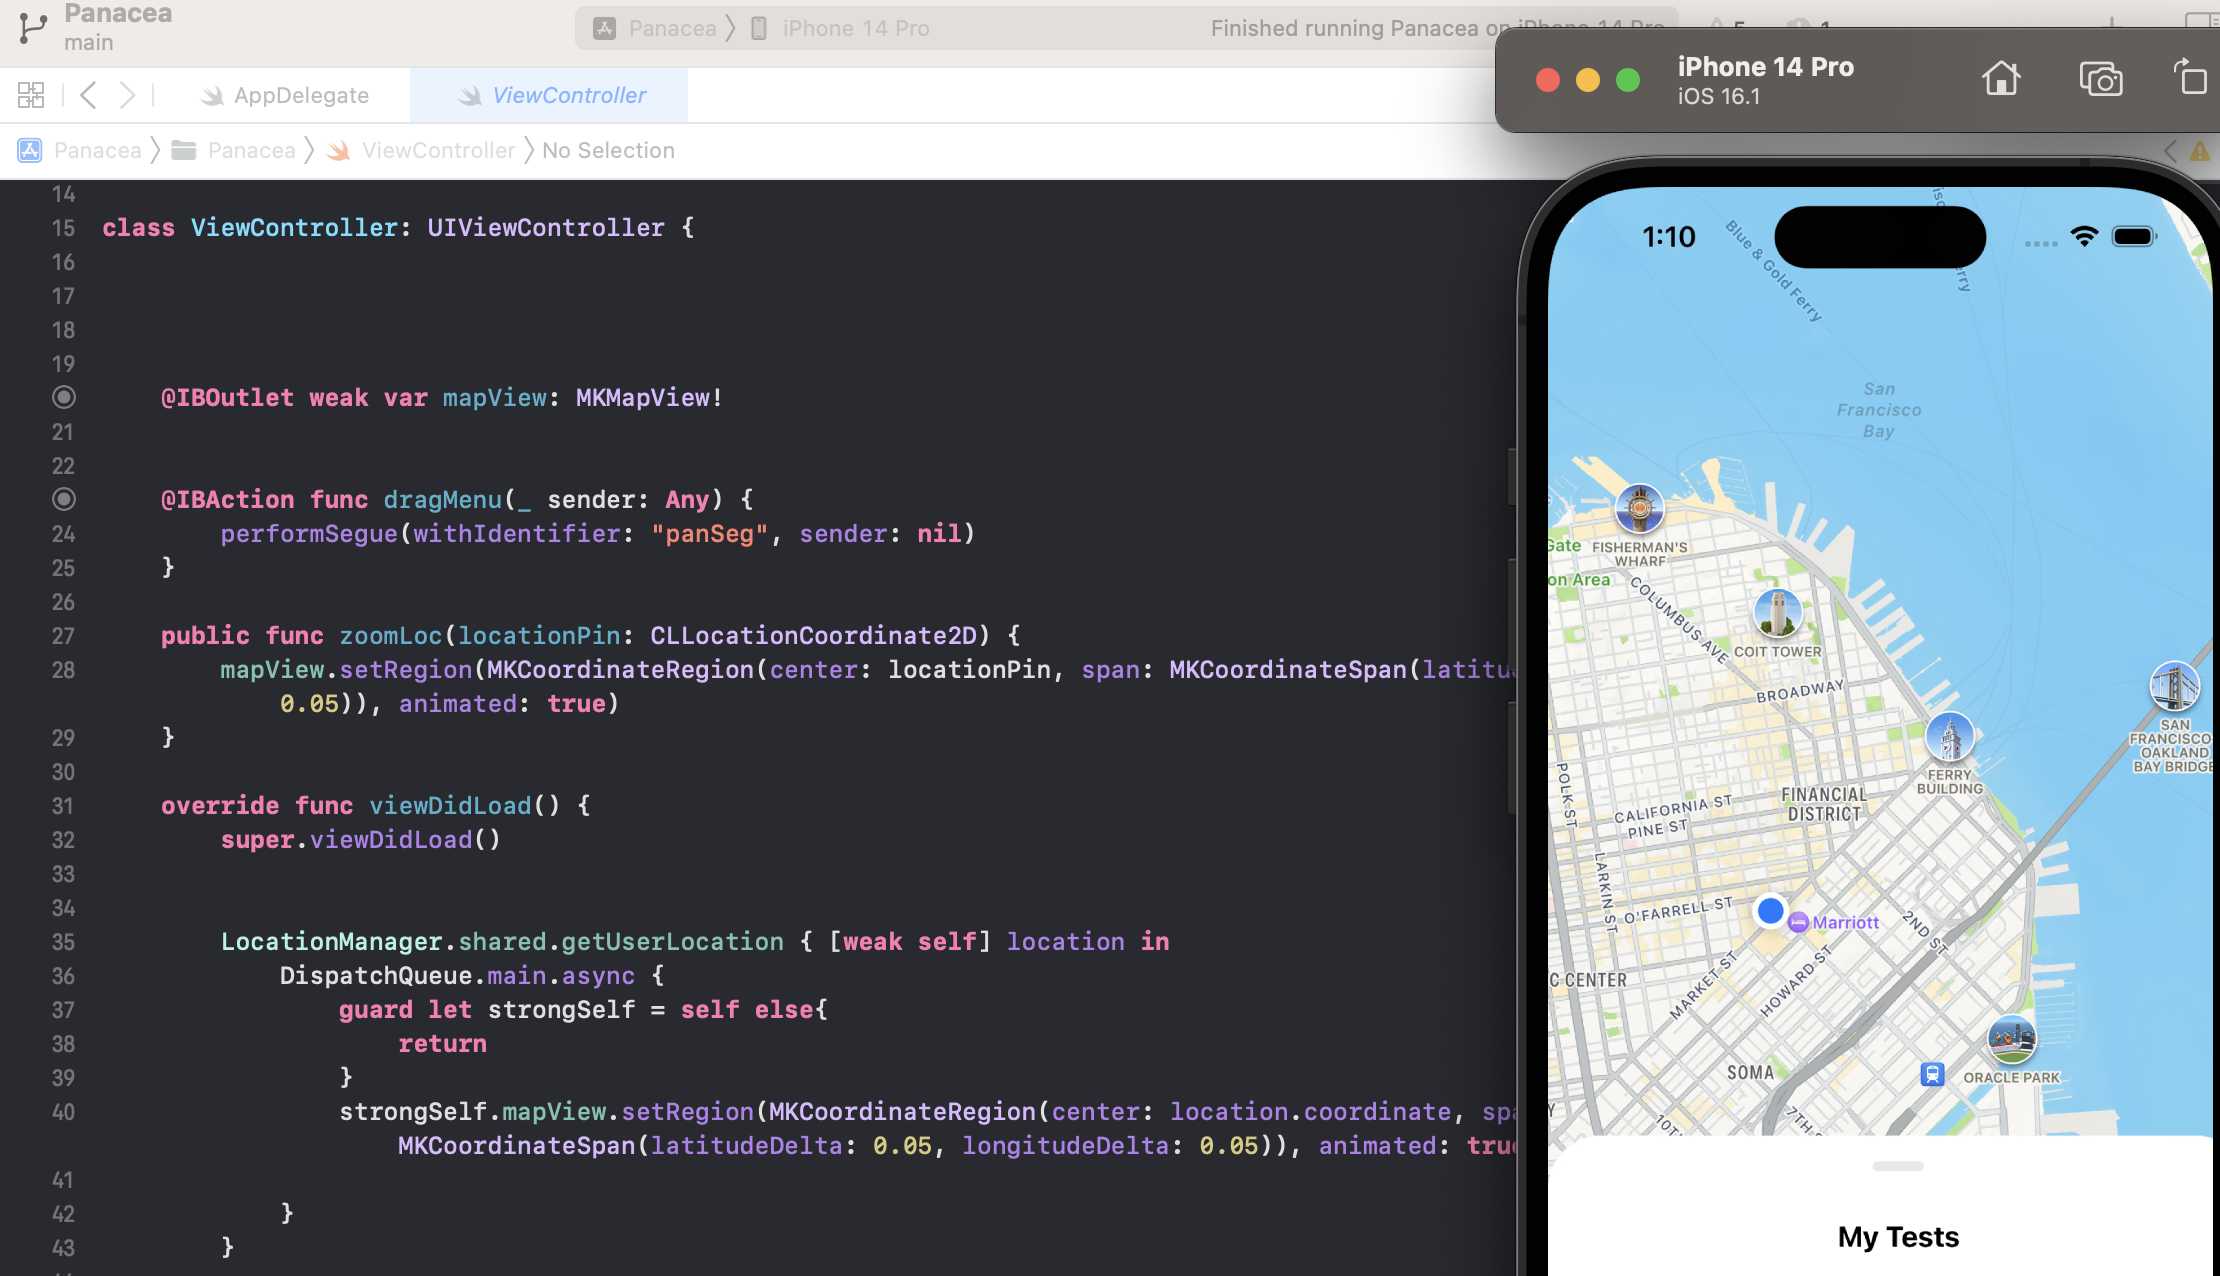 Panacea
main
Panacea
iPhone 14 Pro
Finished running Panacea on iPhone 14 Pro
5
1
AppDelegate
ViewController
Panacea
Panacea
ViewController
No Selection
14
15 class ViewController: UIViewController {
16
17
18
19
@IBOutlet weak var mapView: MKMapView!
21
22
@IBAction func dragMenu(_ sender: Any) {
24 performSegue(withIdentifier: "panSeg", sender: nil)
25 }
26
27 public func zoomLoc(locationPin: CLLocationCoordinate2D) {
28 mapView.setRegion(MKCoordinateRegion(center: locationPin, span: MKCoordinateSpan(latitu
0.05)), animated: true)
29 }
30
31 override func viewDidLoad() {
32 super.viewDidLoad()
33
34
35 LocationManager.shared.getUserLocation { [weak self] location in
36 DispatchQueue.main.async {
37 guard let strongSelf = self else{
38 return
39 }
40 strongSelf.mapView.setRegion(MKCoordinateRegion(center: location.coordinate, spa
MKCoordinateSpan(latitudeDelta: 0.05, longitudeDelta: 0.05)), animated: true
41
42 }
43 }
iPhone 14 Pro
iOS 16.1
1:10
Blue & Gold Ferry
San
Francisco
Bay
Gate
on Area
FISHERMAN'S
WHARF
COLUMBUS AVE
COIT TOWER
BROADWAY
SAN
FRANCISCO-
OAKLAND
BAY BRIDGE
FERRY
BUILDING
POLK ST
CALIFORNIA ST
PINE ST
FINANCIAL
DISTRICT
LARKIN ST
O'FARRELL ST
Marriott
2ND ST
C CENTER
MARKET ST
HOWARD ST
SOMA
ORACLE PARK
10TH
7TH S
My Tests